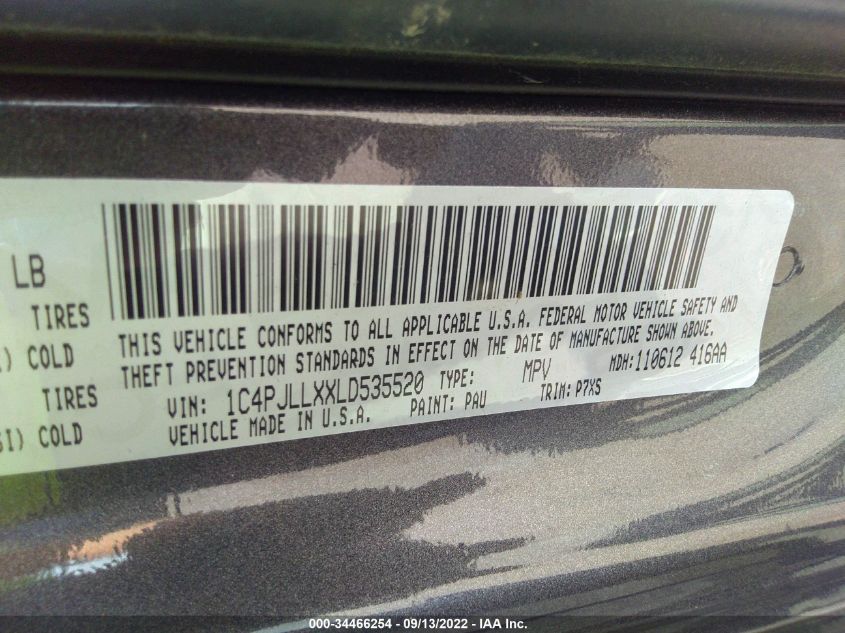 LB
TIRES
) COLD
TIRES
SI) COLD
THIS VEHICLE CONFORMS TO ALL APPLICABLE U.S.A. FEDERAL MOTOR VEHICLE SAFETY AND
THEFT PREVENTION STANDARDS IN EFFECT ON THE DATE OF MANUFACTURE SHOWN ABOVE.
VIN: 1C4PJLLXXLD535520 TYPE: MPV MDH:110612 416AA
VEHICLE MADE IN U.S.A. PAINT: PAU TRIM: P7XS
000-34466254 - 09/13/2022 - IAA Inc.